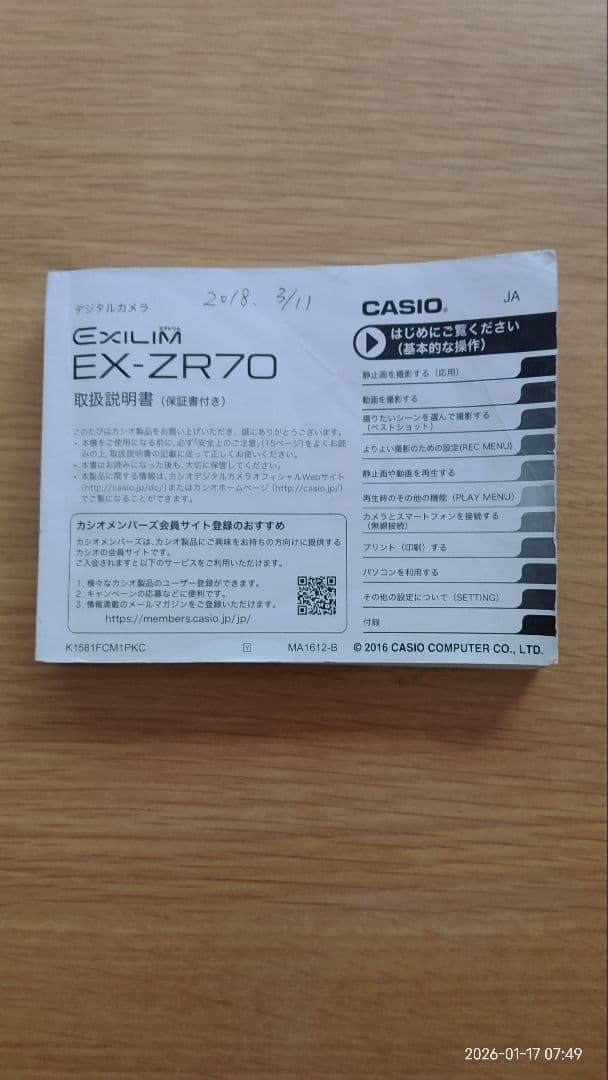 デジタルカメラ
2018. 3/11
エクシリム
EXILIM
EX-ZR70
取扱説明書（保証書付き）
このたびはカシオ製品をお買い上げいただき、誠にありがとうございます。
・本機をご使用になる前に、必ず「安全上のご注意」（15ページ）をよくお読
みの上、取扱説明書の記載に従って正しくお使いください。
・本書はお読みになった後も、大切に保管してください。
・本製品に関する情報は、カシオデジタルカメラオフィシャルWebサイト
（http://casio.jp/dc/）またはカシオホームページ（http://casio.jp/）
でご覧になることができます。
カシオメンバーズ会員サイト登録のおすすめ
カシオメンバーズは、カシオ製品にご興味をお持ちの方向けに提供する
カシオの会員サイトです。
ご入会されますと以下のサービスをご利用いただけます。
1. 様々なカシオ製品のユーザー登録ができます。
2. キャンペーンの応募などに便利です。
3. 情報満載のメールマガジンをご登録いただけます。
https://members.casio.jp/jp/
K1581FCM1PKC
Y
MA1612-B
CASIO®
JA
はじめにご覧ください
（基本的な操作）
静止画を撮影する（応用）
動画を撮影する
撮りたいシーンを選んで撮影する
（ベストショット）
よりよい撮影のための設定(REC MENU)
静止画や動画を再生する
再生時のその他の機能（PLAY MENU）
カメラとスマートフォンを接続する
（無線接続）
プリント（印刷）する
パソコンを利用する
その他の設定について（SETTING）
付録
© 2016 CASIO COMPUTER CO., LTD.
2026-01-17 07:49